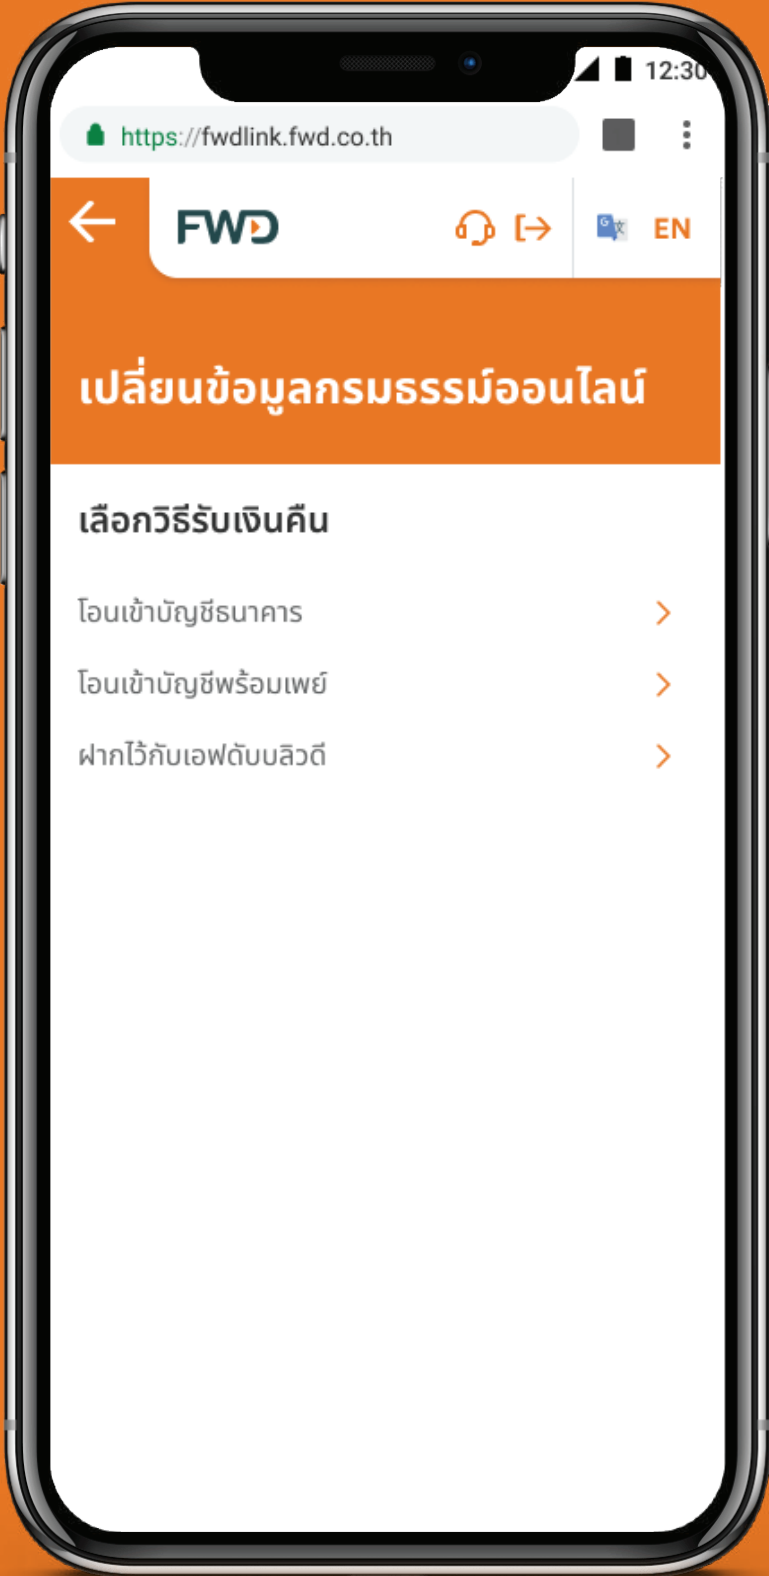 12:30
https://fwdlink.fwd.co.th
FWD
EN
เปลี่ยนข้อมูลกรมธรรม์ออนไลน์
เลือกวิธีรับเงินคืน
โอนเข้าบัญชีธนาคาร
โอนเข้าบัญชีพร้อมเพย์
ฝากไว้กับเอฟดับบลิวดี